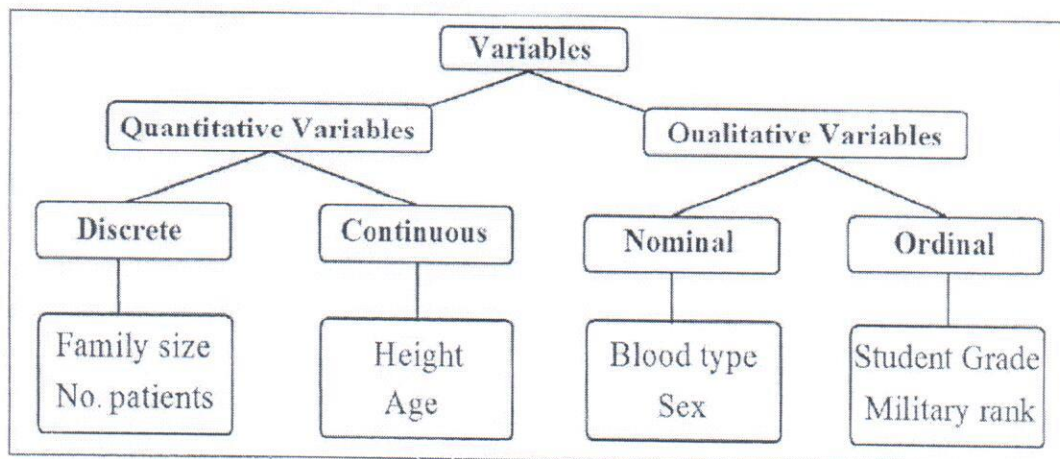 Variables
Quantitative Variables
Oualitative Variables
Discrete
Continuous
Nominal
Ordinal
Family size
No. patients
Height
Age
Blood type
Sex
Student Grade
Military rank